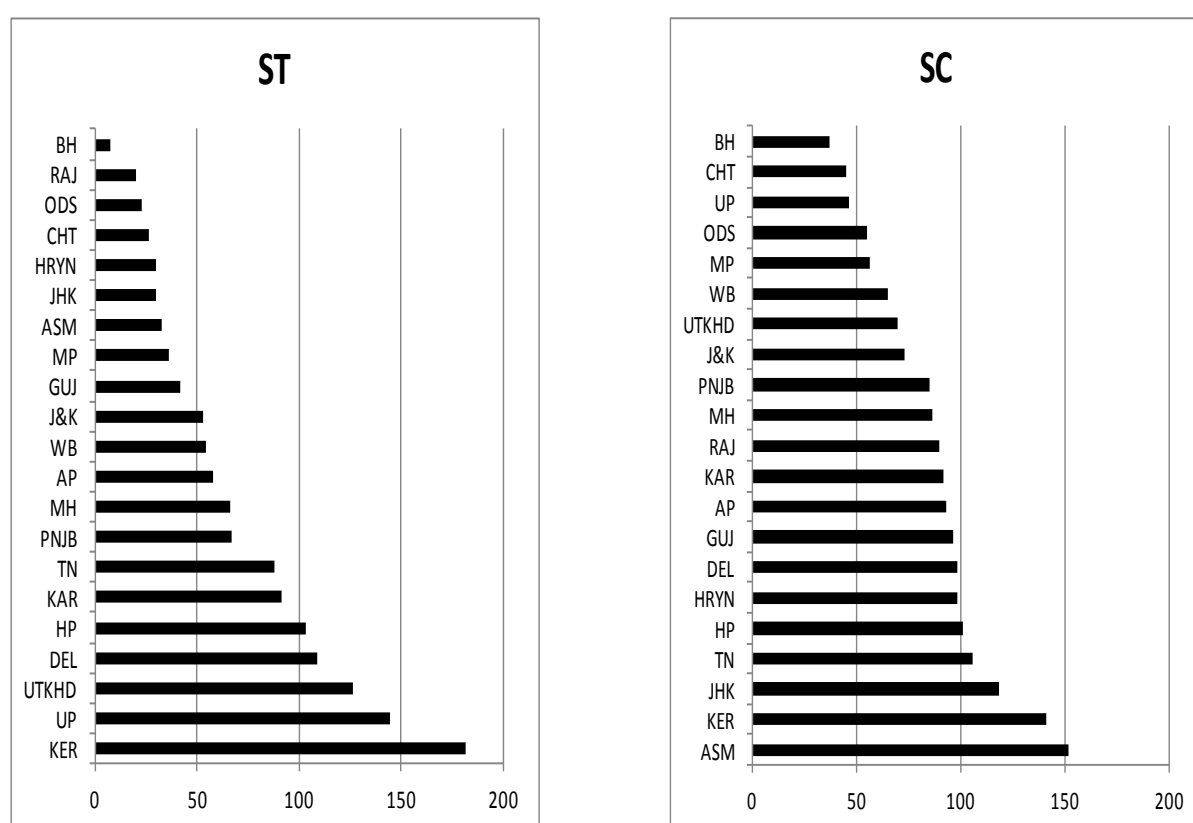 ST
BH
RAJ
ODS
CHT
HRYN
JHK
ASM
MP
GUJ
J&K
WB
AP
MH
PNJB
TN
KAR
HP
DEL
UTKHD
UP
KER
0 50 100 150 200
SC
BH
CHT
UP
ODS
MP
WB
UTKHD
J&K
PNJB
MH
RAJ
KAR
AP
GUJ
DEL
HRYN
HP
TN
JHK
KER
ASM
0 50 100 150 200